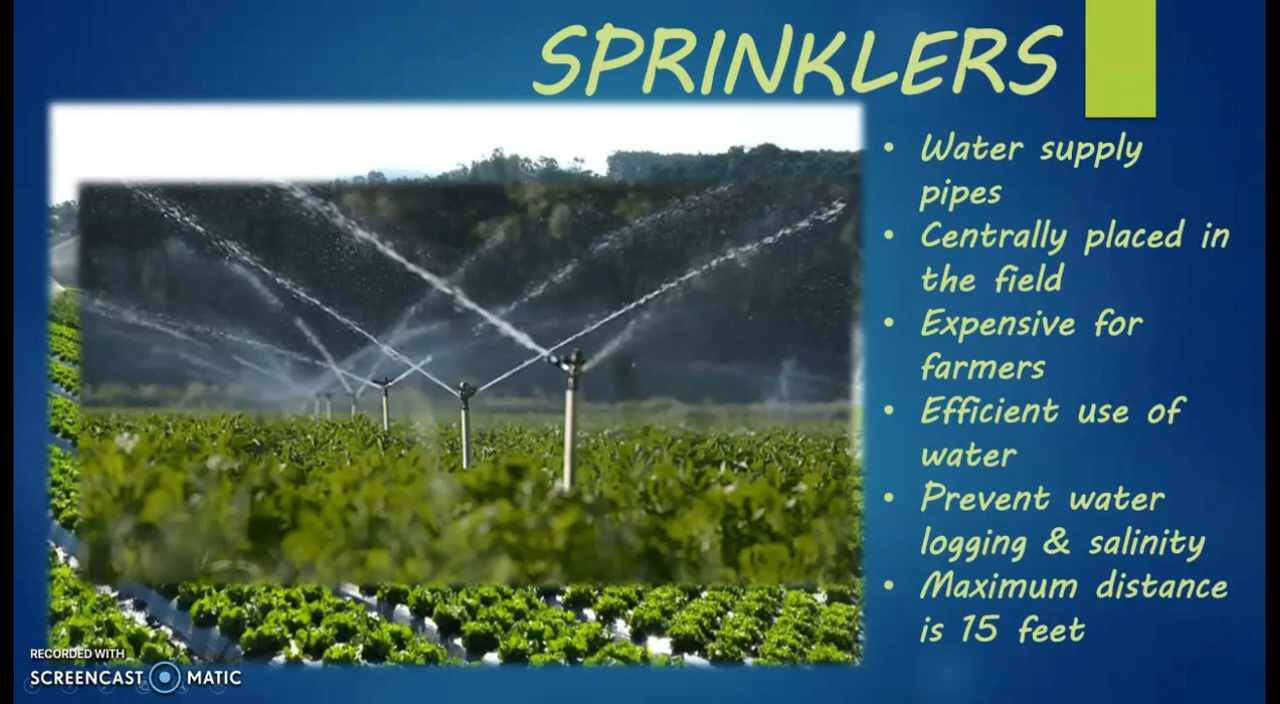 SPRINKLERS
• Water supply
pipes
• Centrally placed in
the field
• Expensive for
farmers
• Efficient use of
water
• Prevent water
logging & salinity
• Maximum distance
is 15 feet
RECORDED WITH
SCREENCAST MATIC